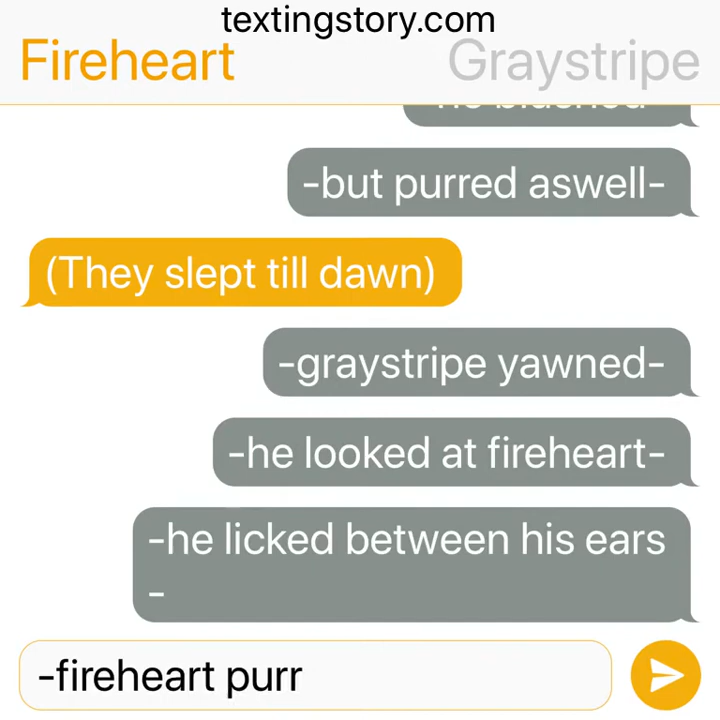 textingstory.com
Fireheart Graystripe
-but purred aswell-
(They slept till dawn)
-graystripe yawned-
-he looked at fireheart-
-he licked between his ears
-
-fireheart purr